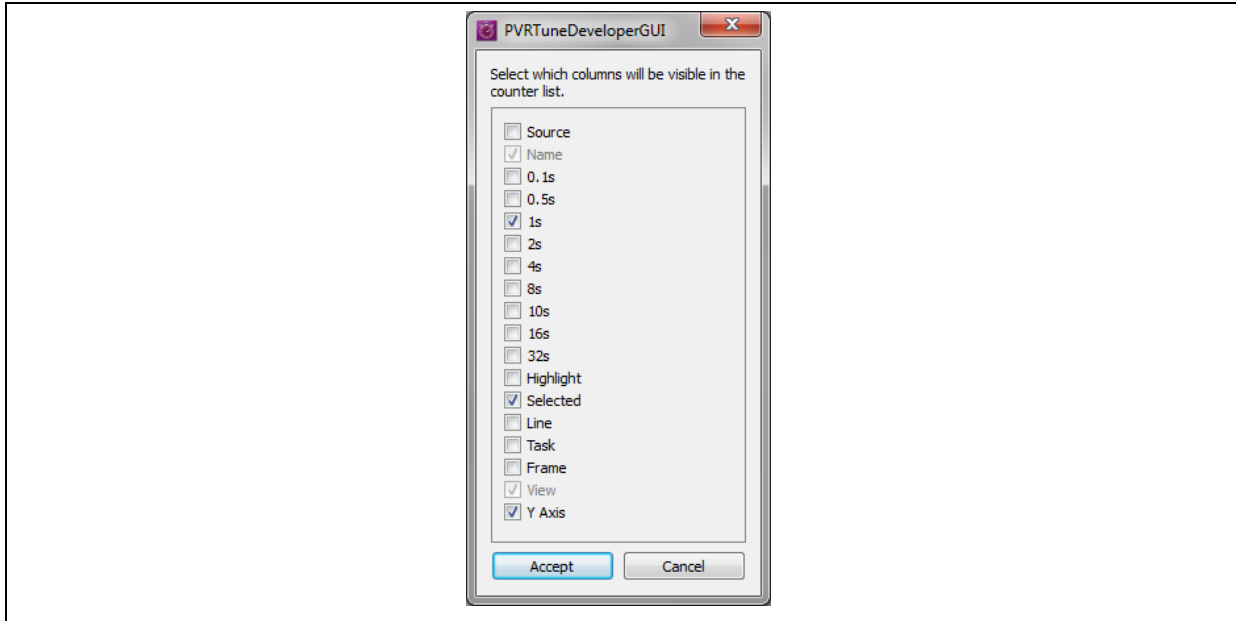 PVRTuneDeveloperGUI
Select which columns will be visible in the
counter list.
Source
Name
0.1s
0.5s
1s
2s
4s
8s
10s
16s
32s
Highlight
Selected
Line
Task
Frame
View
Y Axis
Accept Cancel